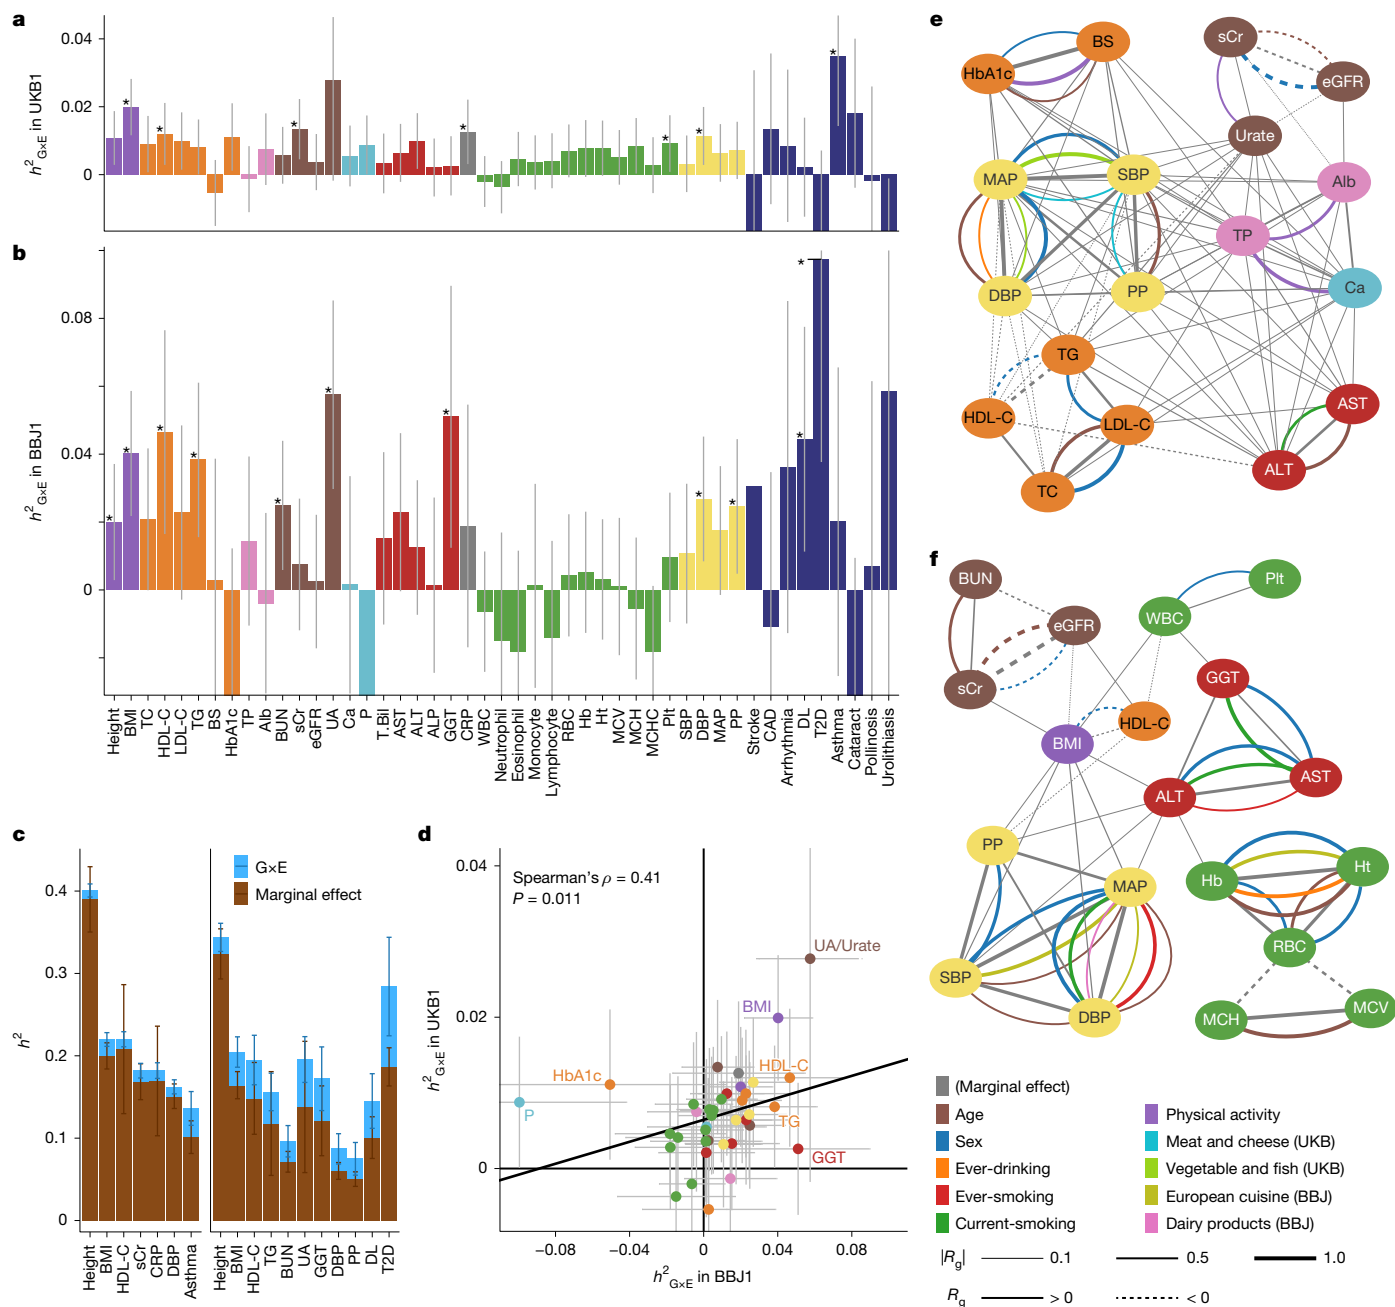 a
0.04
0.02
0
h²G×E in UKB1
* * * * * * *
b
0.08
0.04
0
h²G×E in BBJ1
* * * * * * * * * * *
Height
BMI
TC
HDL-C
LDL-C
TG
BS
HbA1c
TP
Alb
BUN
sCr
eGFR
UA
Ca
P
T.Bil
AST
ALT
ALP
GGT
CRP
WBC
Neutrophil
Eosinophil
Monocyte
Lymphocyte
RBC
Hb
Ht
MCV
MCH
MCHC
Plt
SBP
DBP
MAP
PP
Stroke
CAD
Arrhythmia
DL
T2D
Asthma
Cataract
Pollinosis
Urolithiasis
c
G×E
Marginal effect
0.4
0.3
0.2
0.1
0
h²
Height
BMI
HDL-C
sCr
CRP
DBP
Asthma
Height
BMI
HDL-C
TG
BUN
UA
GGT
DBP
PP
DL
T2D
d
Spearman's ρ = 0.41
P = 0.011
0.04
0.02
0
h²G×E in UKB1
UA/Urate
BMI
HDL-C
HbA1c
P
TG
GGT
−0.08
−0.04
0
0.04
0.08
h²G×E in BBJ1
e
BS
sCr
HbA1c
eGFR
Urate
MAP
SBP
Alb
TP
DBP
PP
Ca
TG
HDL-C
LDL-C
AST
ALT
TC
f
BUN
Plt
eGFR
WBC
sCr
GGT
HDL-C
BMI
AST
ALT
PP
Hb
Ht
MAP
RBC
SBP
DBP
MCH
MCV
(Marginal effect)
Age
Sex
Ever-drinking
Ever-smoking
Current-smoking
Physical activity
Meat and cheese (UKB)
Vegetable and fish (UKB)
European cuisine (BBJ)
Dairy products (BBJ)
|Rg| 0.1 0.5 1.0
Rg > 0 < 0